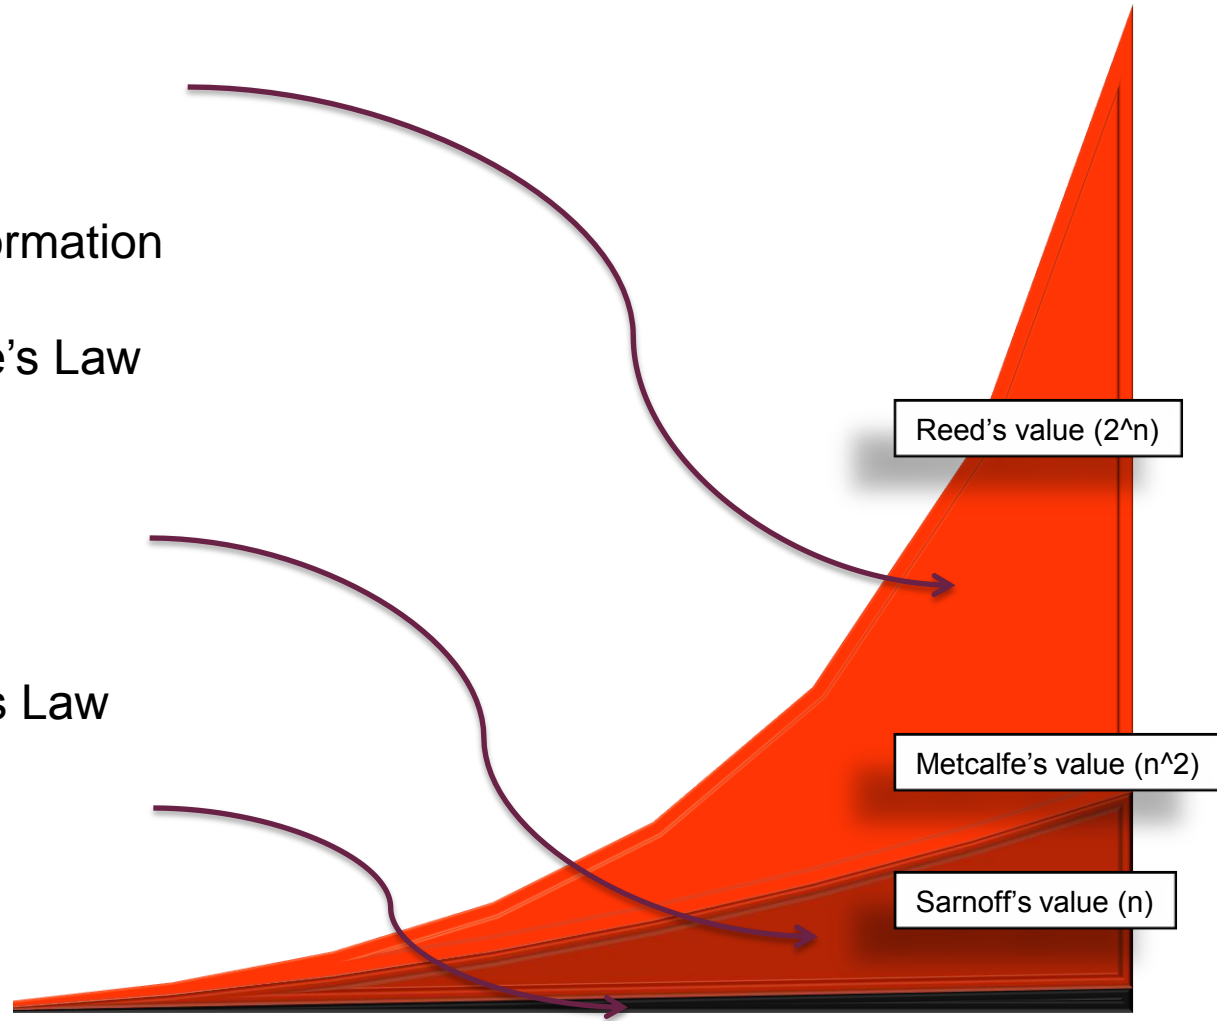 ormation
e’s Law
Reed’s value (2^n)
s Law
Metcalfe’s value (n^2)
Sarnoff’s value (n)